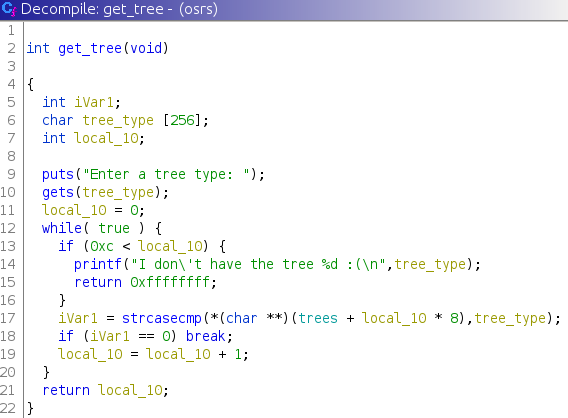 Decompile: get_tree - (osrs)
1
2 int get_tree(void)
3
4 {
5   int iVar1;
6   char tree_type [256];
7   int local_10;
8
9   puts("Enter a tree type: ");
10   gets(tree_type);
11   local_10 = 0;
12   while( true ) {
13     if (0xc < local_10) {
14       printf("I don\'t have the tree %d :(\n",tree_type);
15       return 0xffffffff;
16     }
17     iVar1 = strcasecmp(*(char **)(trees + local_10 * 8),tree_type);
18     if (iVar1 == 0) break;
19     local_10 = local_10 + 1;
20   }
21   return local_10;
22 }